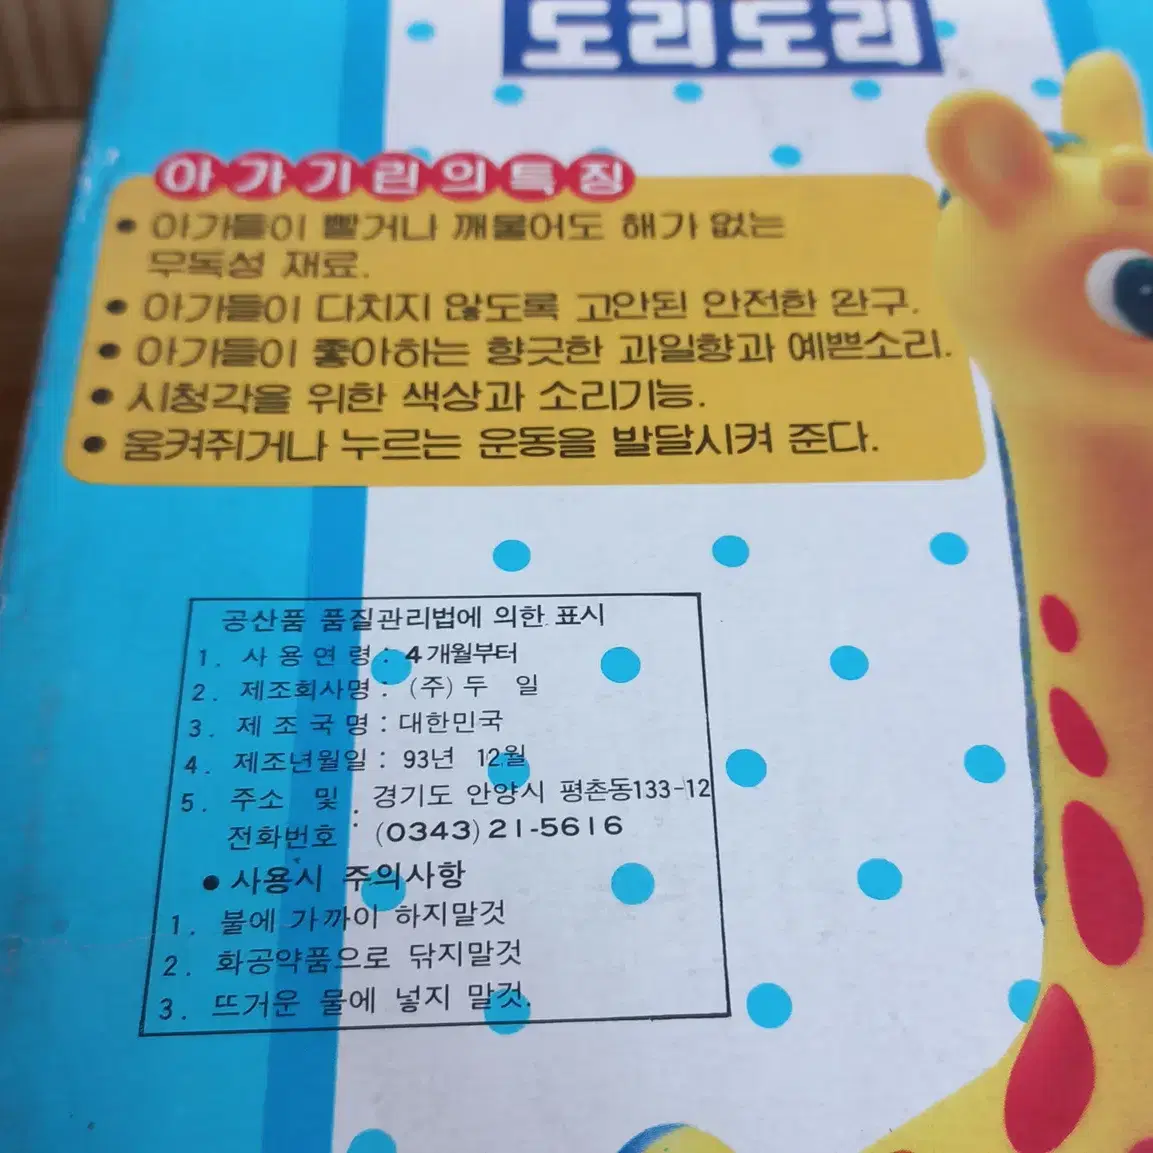 도리도리
아가기린의특징
• 아가들이 빨거나 깨물어도 해가 없는
무독성 재료.
• 아가들이 다치지 않도록 고안된 안전한 완구.
• 아가들이 좋아하는 향긋한 과일향과 예쁜소리.
• 시청각을 위한 색상과 소리기능.
• 움켜쥐거나 누르는 운동을 발달시켜 준다.
공산품 품질관리법에 의한 표시
1. 사 용 연 령 : 4개월부터
2. 제조회사명 : (주) 두 일
3. 제 조 국 명 : 대한민국
4. 제조년월일 : 93년 12월
5. 주소 및 : 경기도 안양시 평촌동133-12
전화번호 (0343) 21-5616
• 사용시 주의사항
1. 불에 가까이 하지말것
2. 화공약품으로 닦지말것
3. 뜨거운 물에 넣지 말것.